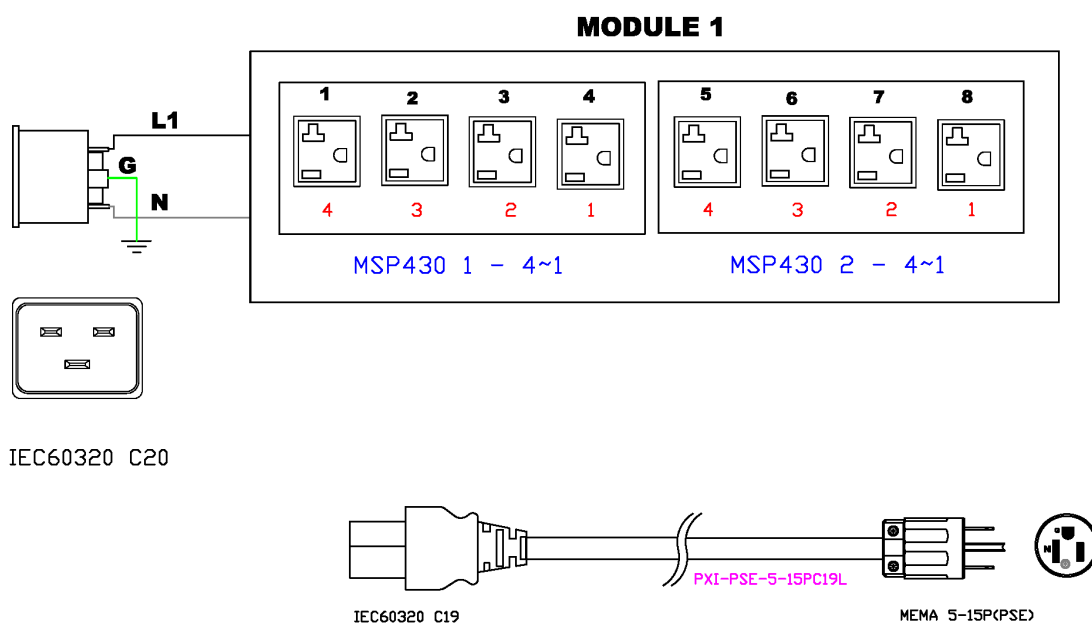 MODULE 1
1 2 3 4 5 6 7 8
L1
G
N
4 3 2 1 4 3 2 1
MSP430 1 - 4~1 MSP430 2 - 4~1
IEC60320 C20
PXI-PSE-5-15PC19L
G
N
IEC60320 C19 MEMA 5-15P(PSE)